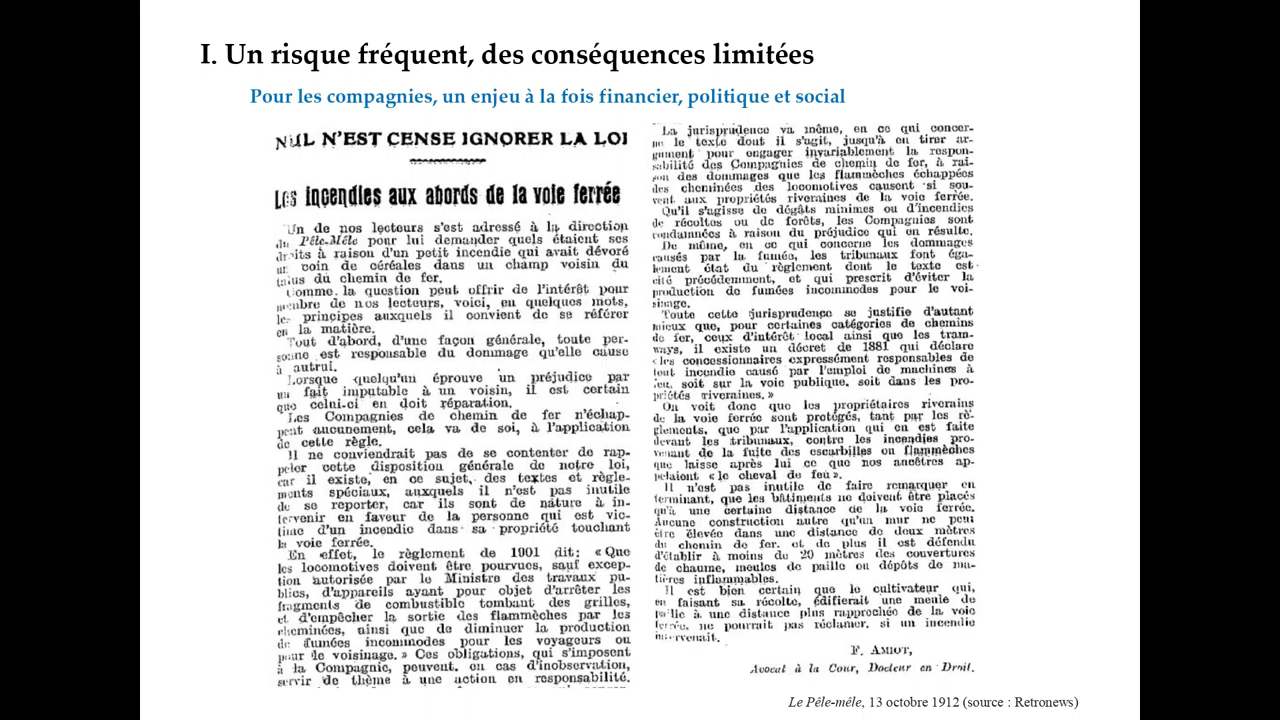 I. Un risque fréquent, des conséquences limitées
Pour les compagnies, un enjeu à la fois financier, politique et social
NUL N'EST CENSE IGNORER LA LOI
Les incendies aux abords de la voie ferrée
Un de nos lecteurs s'est adressé à la direction
du Pêle-Mêle pour lui demander quels étaient ses
droits à raison d'un petit incendie qui avait dévoré
un coin de céréales dans un champ voisin du
talus du chemin de fer.
Comme la question peut offrir de l'intérêt pour
nombre de nos lecteurs, voici, en quelques mots,
les principes auxquels il convient de se référer
en la matière.
Tout d'abord, d'une façon générale, toute per-
sonne est responsable du dommage qu'elle cause
à autrui.
Lorsque quelqu'un éprouve un préjudice par
un fait imputable à un voisin, il est certain
que celui-ci en doit réparation.
Les Compagnies de chemin de fer n'échap-
pent aucunement, cela va de soi, à l'application
de cette règle.
Il ne conviendrait pas de se contenter de rap-
peler cette disposition générale de notre loi,
car il existe, en ce sujet, des textes et règle-
ments spéciaux, auxquels il n'est pas inutile
de se reporter, car ils sont de nature à in-
tervenir en faveur de la personne qui est vic-
time d'un incendie dans sa propriété touchant
la voie ferrée.
En effet, le règlement de 1901 dit : « Que
les locomotives doivent être pourvues, sauf excep-
tion autorisée par le Ministre des travaux pu-
blics, d'appareils ayant pour objet d'arrêter les
fragments de combustible tombant des grilles,
et d'empêcher la sortie des flammèches par les
cheminées, ainsi que de diminuer la production
de fumées incommodes pour les voyageurs ou
pour le voisinage. » Ces obligations, qui s'imposent
à la Compagnie, peuvent, en cas d'inobservation,
servir de thème à une action en responsabilité.
La jurisprudence va même, en ce qui concer-
ne le texte dont il s'agit, jusqu'à en tirer ar-
gument pour engager invariablement la respon-
sabilité des Compagnies de chemin de fer, à rai-
son des dommages que les flammèches échappées
des cheminées des locomotives causent si sou-
vent aux propriétés riveraines de la voie ferrée.
Qu'il s'agisse de dégâts minimes ou d'incendies
de récoltes ou de forêts, les Compagnies sont
condamnées à raison du préjudice qui en résulte.
De même, en ce qui concerne les dommages
causés par la fumée, les tribunaux font éga-
lement état du règlement dont le texte est
cité précédemment, et qui prescrit d'éviter la
production de fumées incommodes pour le voi-
sinage.
Toute cette jurisprudence se justifie d'autant
mieux que, pour certaines catégories de chemins
de fer, ceux d'intérêt local ainsi que les tram-
ways, il existe un décret de 1881 qui déclare
« les concessionnaires expressément responsables de
tout incendie causé par l'emploi de machines à
feu, soit sur la voie publique, soit dans les pro-
priétés riveraines. »
On voit donc que les propriétaires riverains
de la voie ferrée sont protégés, tant par les rè-
glements, que par l'application qui en est faite
devant les tribunaux, contre les incendies pro-
venant de la fuite des escarbilles ou flammèches
que laisse après lui ce que nos ancêtres ap-
pelaient « le cheval de feu ».
Il n'est pas inutile de faire remarquer en
terminant, que les bâtiments ne doivent être placés
qu'à une certaine distance de la voie ferrée.
Aucune construction autre qu'un mur ne peut
être élevée dans une distance de deux mètres
du chemin de fer, et de plus il est défendu
d'établir à moins de 20 mètres des couvertures
de chaume, meules de paille ou dépôts de ma-
tières inflammables.
Il est bien certain que le cultivateur qui,
en faisant sa récolte, édifierait une meule de
paille à une distance plus rapprochée de la voie
ferrée, ne pourrait pas réclamer, si un incendie
intervenait.
F. AMIOT,
Avocat à la Cour, Docteur en Droit.
Le Pêle-mêle, 13 octobre 1912 (source : Retronews)